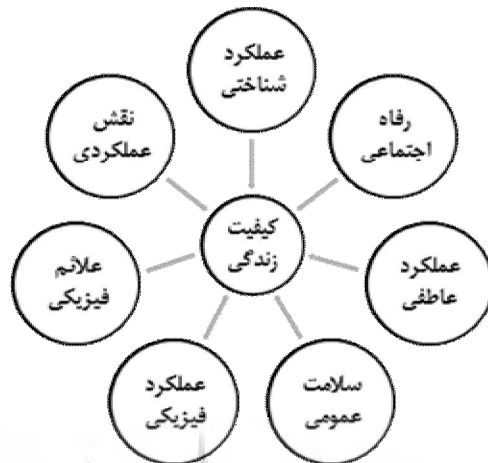 عملکرد
شناختی
رفاه
اجتماعی
عملکرد
عاطفی
سلامت
عمومی
عملکرد
فیزیکی
علائم
فیزیکی
نقش
عملکردی
کیفیت
زندگی